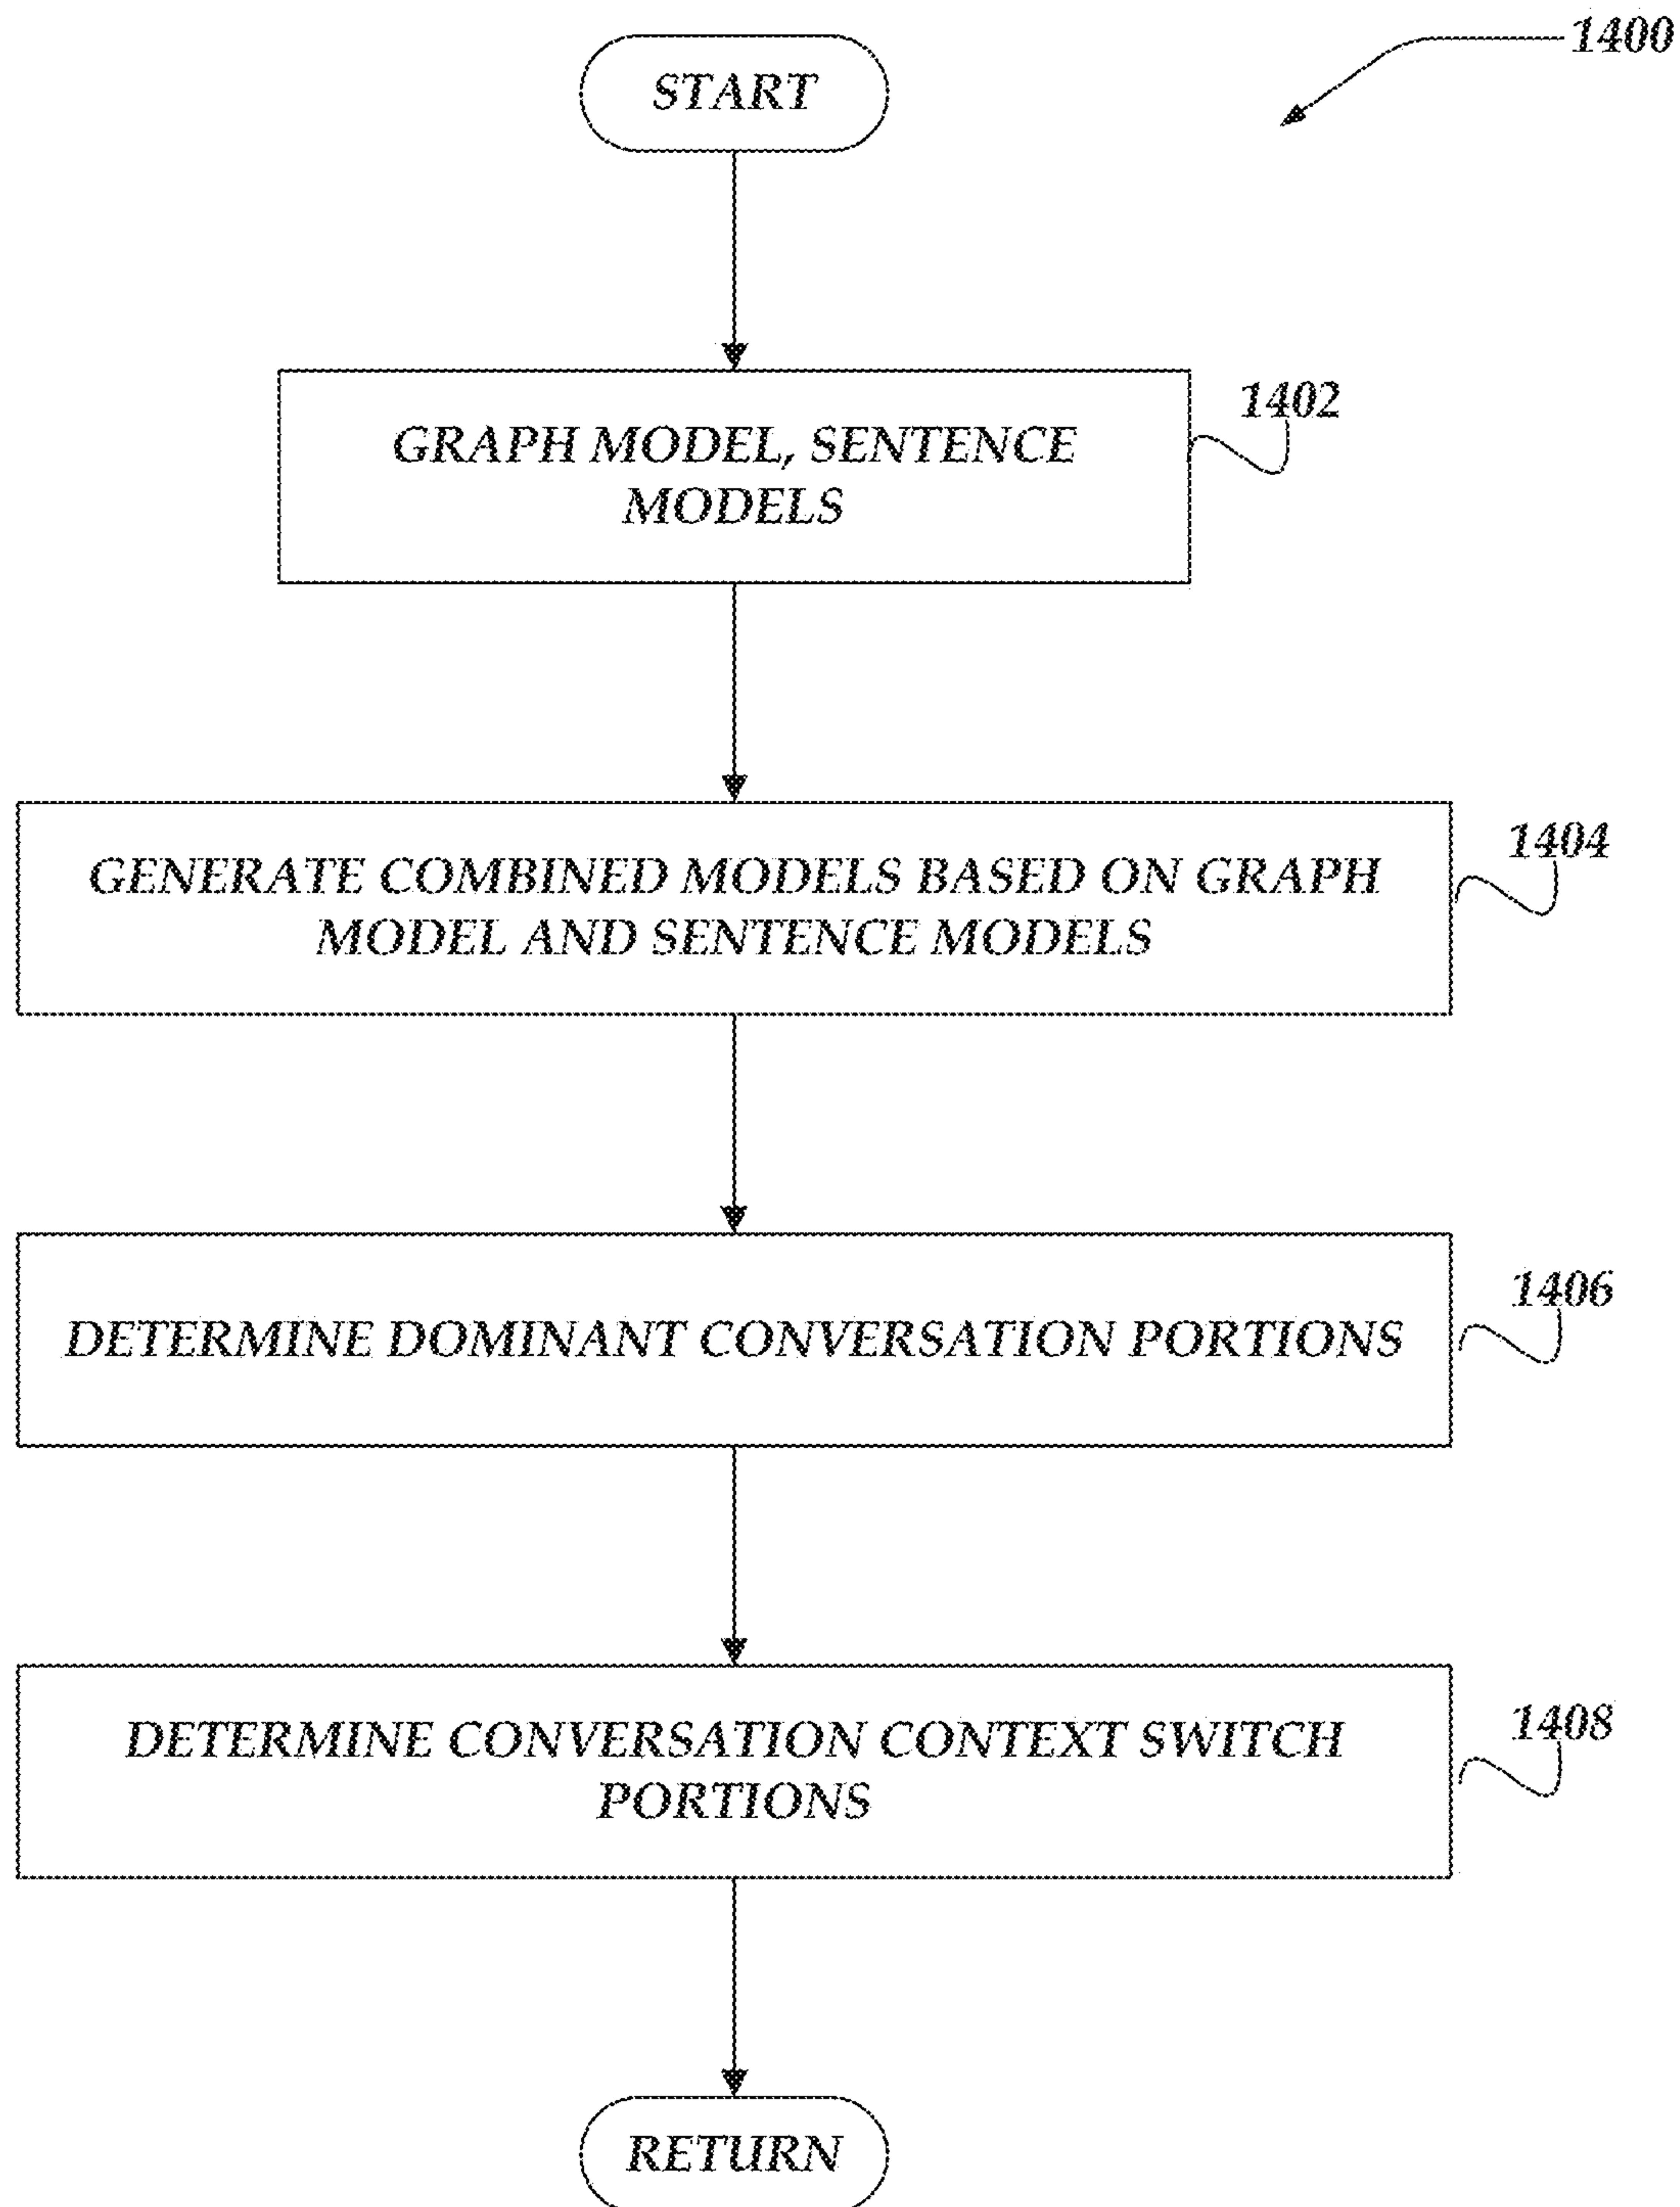 1400
START
1402
GRAPH MODEL, SENTENCE
MODELS
1404
GENERATE COMBINED MODELS BASED ON GRAPH
MODEL AND SENTENCE MODELS
1406
DETERMINE DOMINANT CONVERSATION PORTIONS
1408
DETERMINE CONVERSATION CONTEXT SWITCH
PORTIONS
RETURN